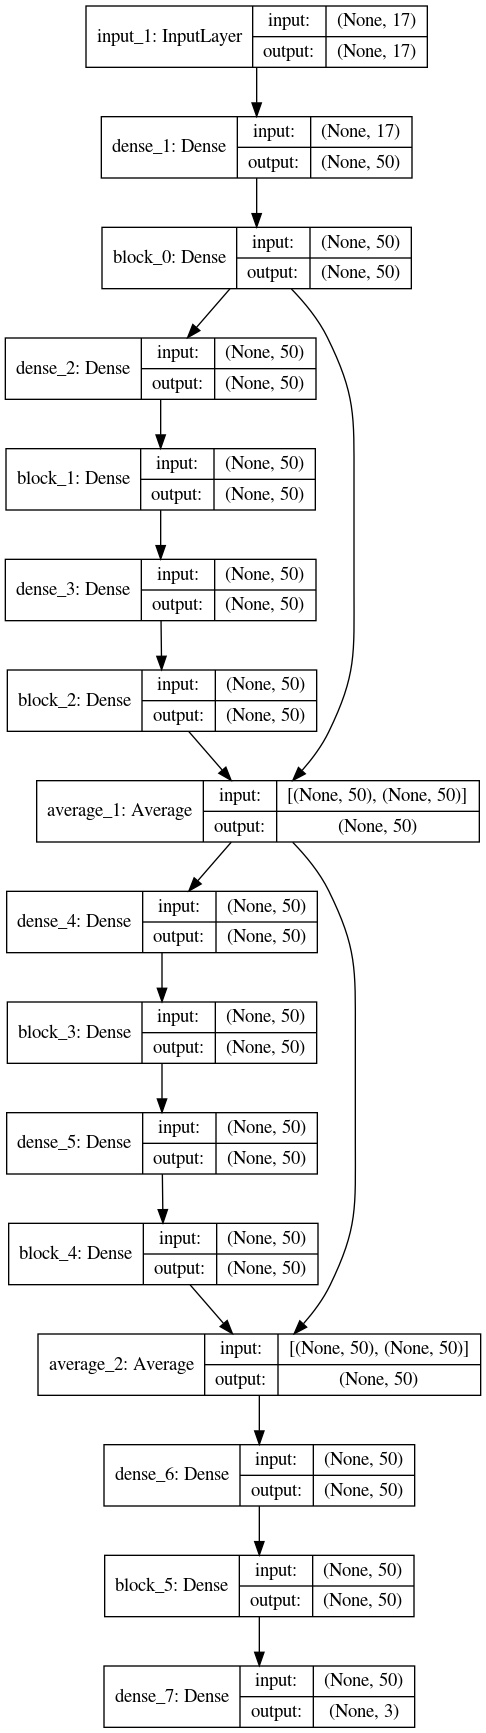 input_1: InputLayer
input: (None, 17)
output: (None, 17)
dense_1: Dense
input: (None, 17)
output: (None, 50)
block_0: Dense
input: (None, 50)
output: (None, 50)
dense_2: Dense
input: (None, 50)
output: (None, 50)
block_1: Dense
input: (None, 50)
output: (None, 50)
dense_3: Dense
input: (None, 50)
output: (None, 50)
block_2: Dense
input: (None, 50)
output: (None, 50)
average_1: Average
input: [(None, 50), (None, 50)]
output: (None, 50)
dense_4: Dense
input: (None, 50)
output: (None, 50)
block_3: Dense
input: (None, 50)
output: (None, 50)
dense_5: Dense
input: (None, 50)
output: (None, 50)
block_4: Dense
input: (None, 50)
output: (None, 50)
average_2: Average
input: [(None, 50), (None, 50)]
output: (None, 50)
dense_6: Dense
input: (None, 50)
output: (None, 50)
block_5: Dense
input: (None, 50)
output: (None, 50)
dense_7: Dense
input: (None, 50)
output: (None, 3)